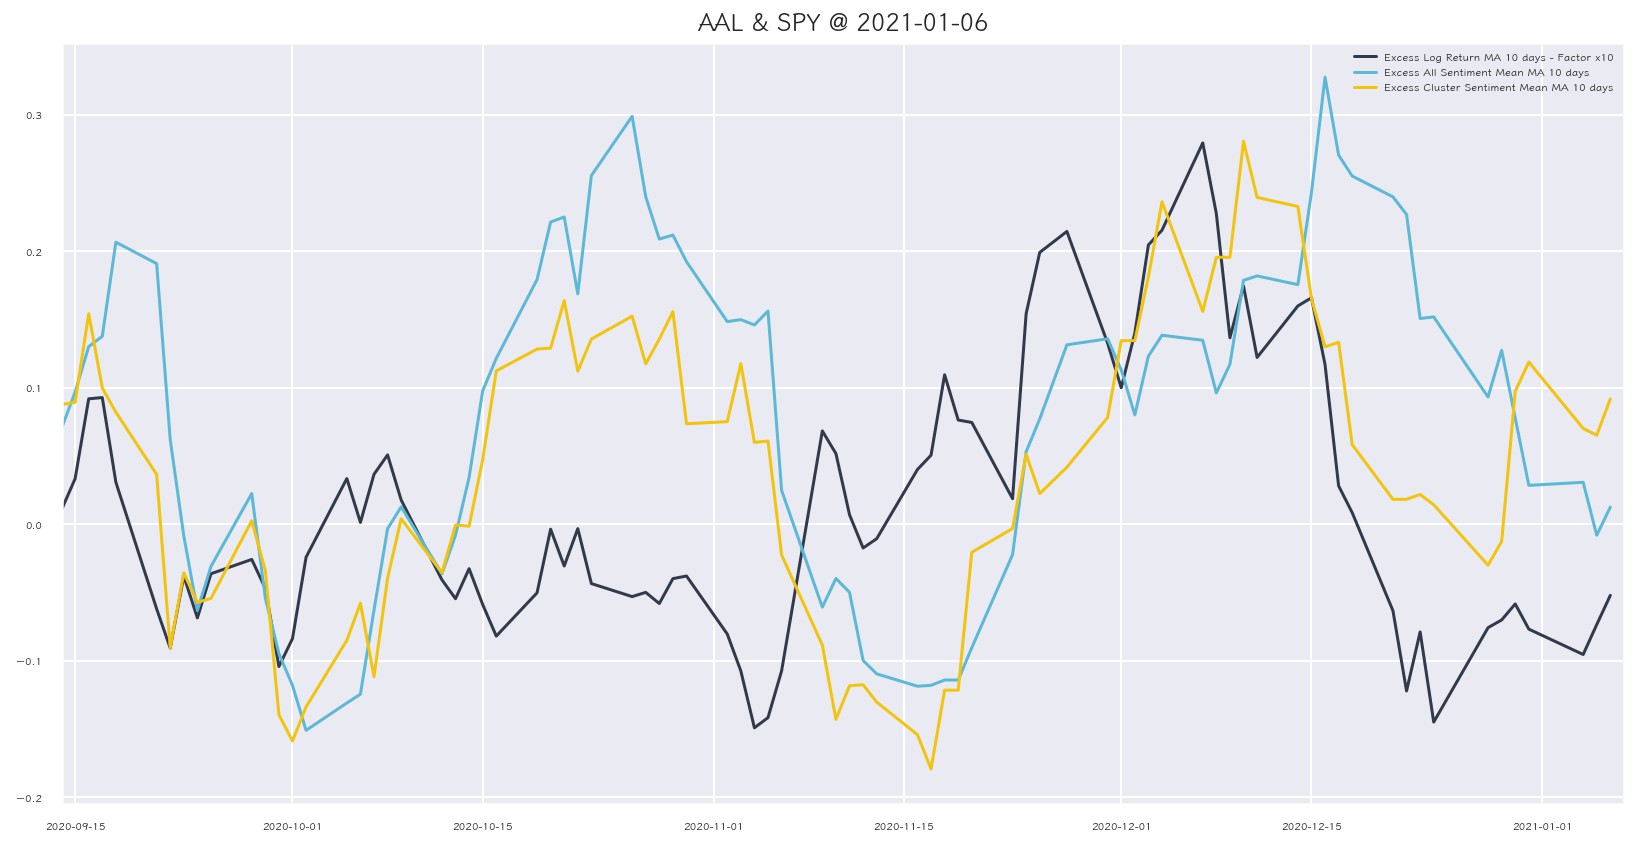 AAL & SPY @ 2021-01-06
Excess Log Return MA 10 days - Factor x10
Excess All Sentiment Mean MA 10 days
Excess Cluster Sentiment Mean MA 10 days
0.3
0.2
0.1
0.0
−0.1
−0.2
2020-09-15 2020-10-01 2020-10-15 2020-11-01 2020-11-15 2020-12-01 2020-12-15 2021-01-01